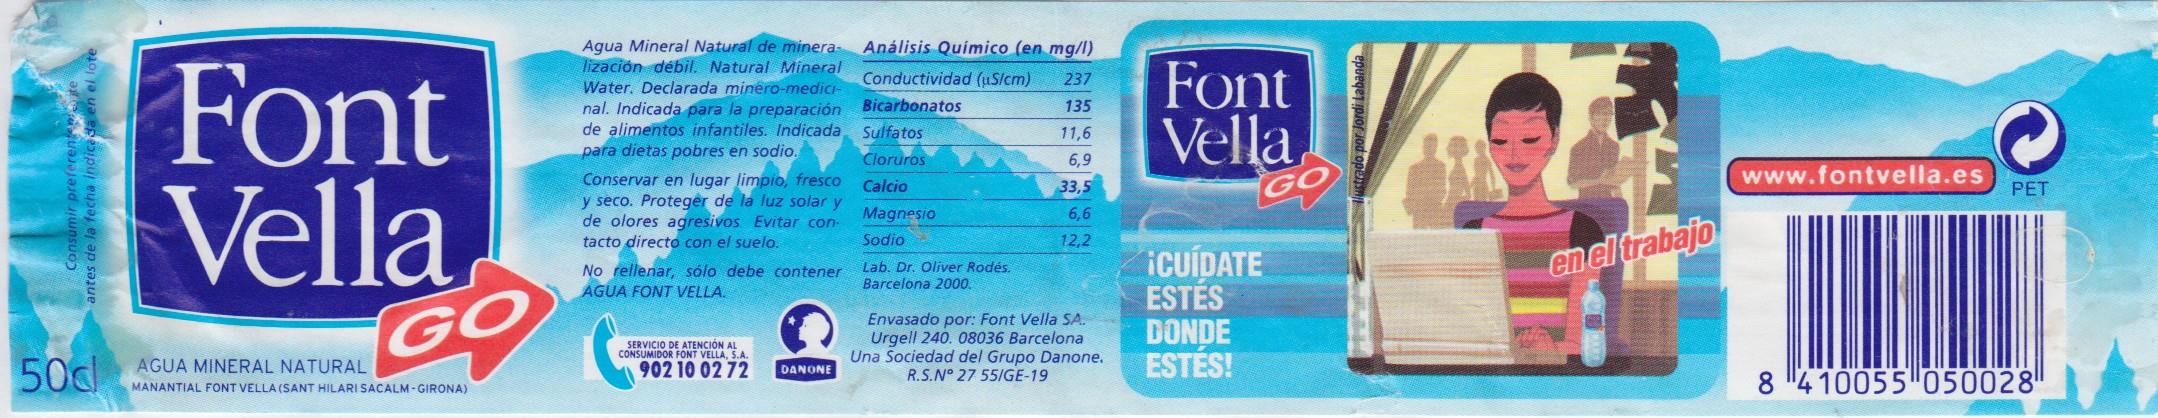 Consumir preferentemente
antes de la fecha indicada en el lote
50cl
Font
Vella
GO
AGUA MINERAL NATURAL
MANANTIAL FONT VELLA (SANT HILARI SACALM - GIRONA)
Agua Mineral Natural de minera-
lización débil. Natural Mineral
Water. Declarada minero-medici-
nal. Indicada para la preparación
de alimentos infantiles. Indicada
para dietas pobres en sodio.
Conservar en lugar limpio, fresco
y seco. Proteger de la luz solar y
de olores agresivos. Evitar con-
tacto directo con el suelo.
No rellenar, sólo debe contener
AGUA FONT VELLA.
SERVICIO DE ATENCIÓN AL
CONSUMIDOR FONT VELLA, S.A.
902 10 02 72
DANONE
Análisis Químico (en mg/l)
Conductividad (µS/cm) 237
Bicarbonatos 135
Sulfatos 11,6
Cloruros 6,9
Calcio 33,5
Magnesio 6,6
Sodio 12,2
Lab. Dr. Oliver Rodés.
Barcelona 2000.
Envasado por: Font Vella SA.
Urgell 240. 08036 Barcelona
Una Sociedad del Grupo Danone.
R.S.Nº 27 55/GE-19
Font
Vella
GO
¡CUÍDATE
ESTÉS
DONDE
ESTÉS!
Ilustrado por Jordi Labanda
en el trabajo
www.fontvella.es
PET
8 410055 050028